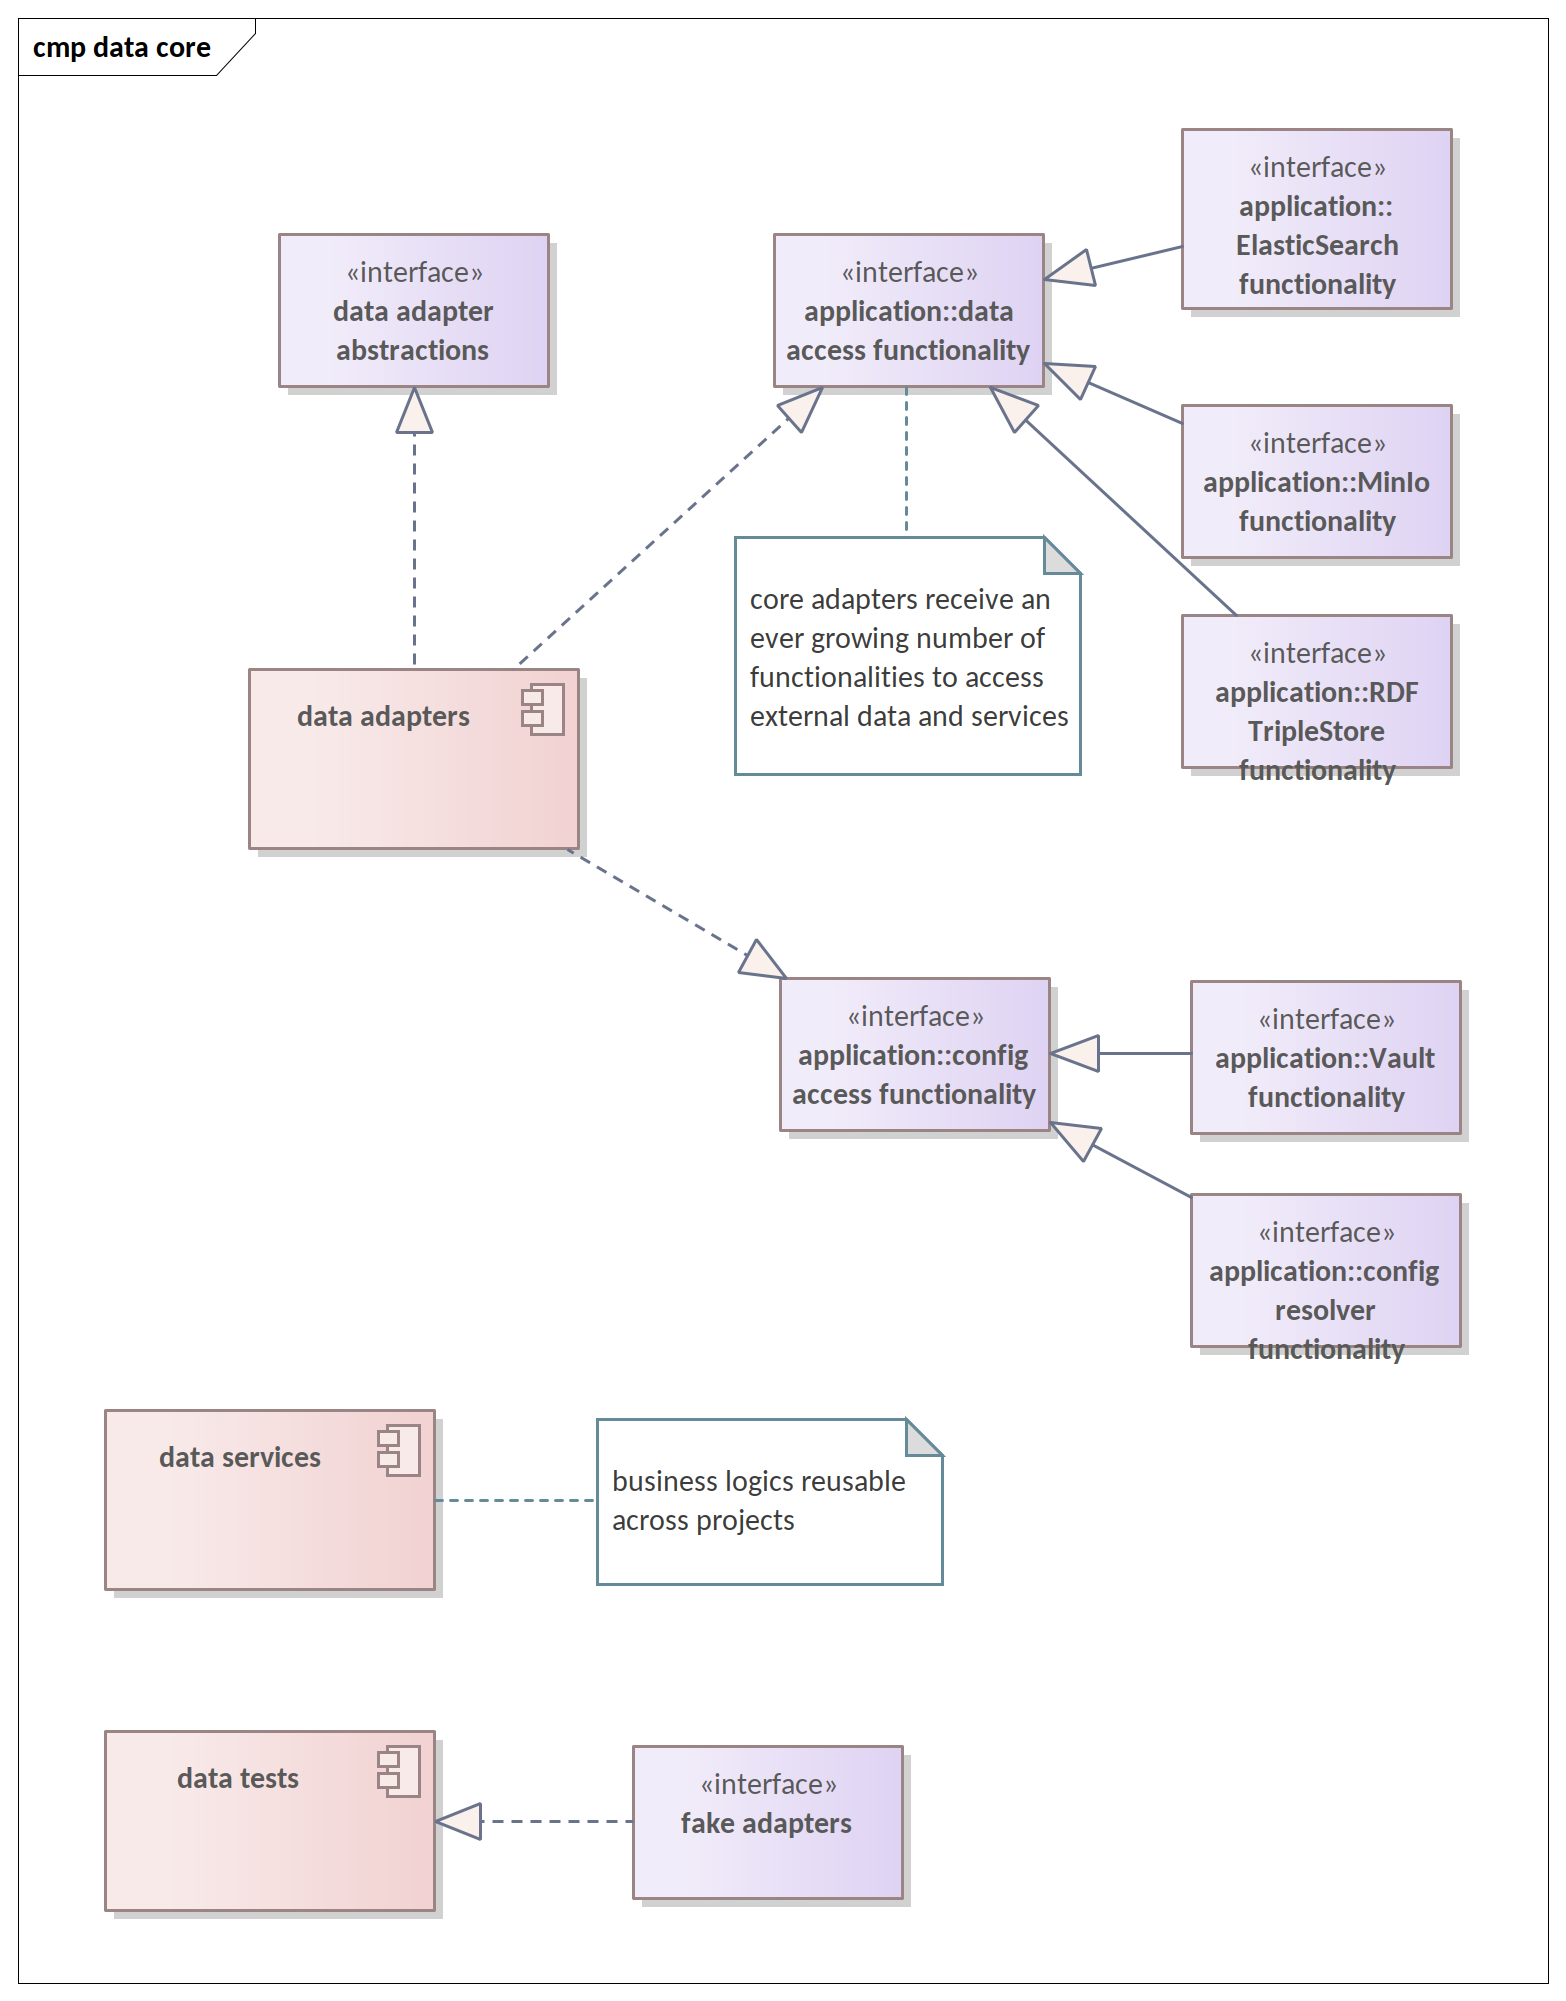 cmp data core
«interface»
application::
ElasticSearch
functionality
«interface»
data adapter
abstractions
«interface»
application::data
access functionality
«interface»
application::MinIo
functionality
core adapters receive an
ever growing number of
functionalities to access
external data and services
«interface»
application::RDF
TripleStore
functionality
data adapters
«interface»
application::config
access functionality
«interface»
application::Vault
functionality
«interface»
application::config
resolver
functionality
data services
business logics reusable
across projects
data tests
«interface»
fake adapters